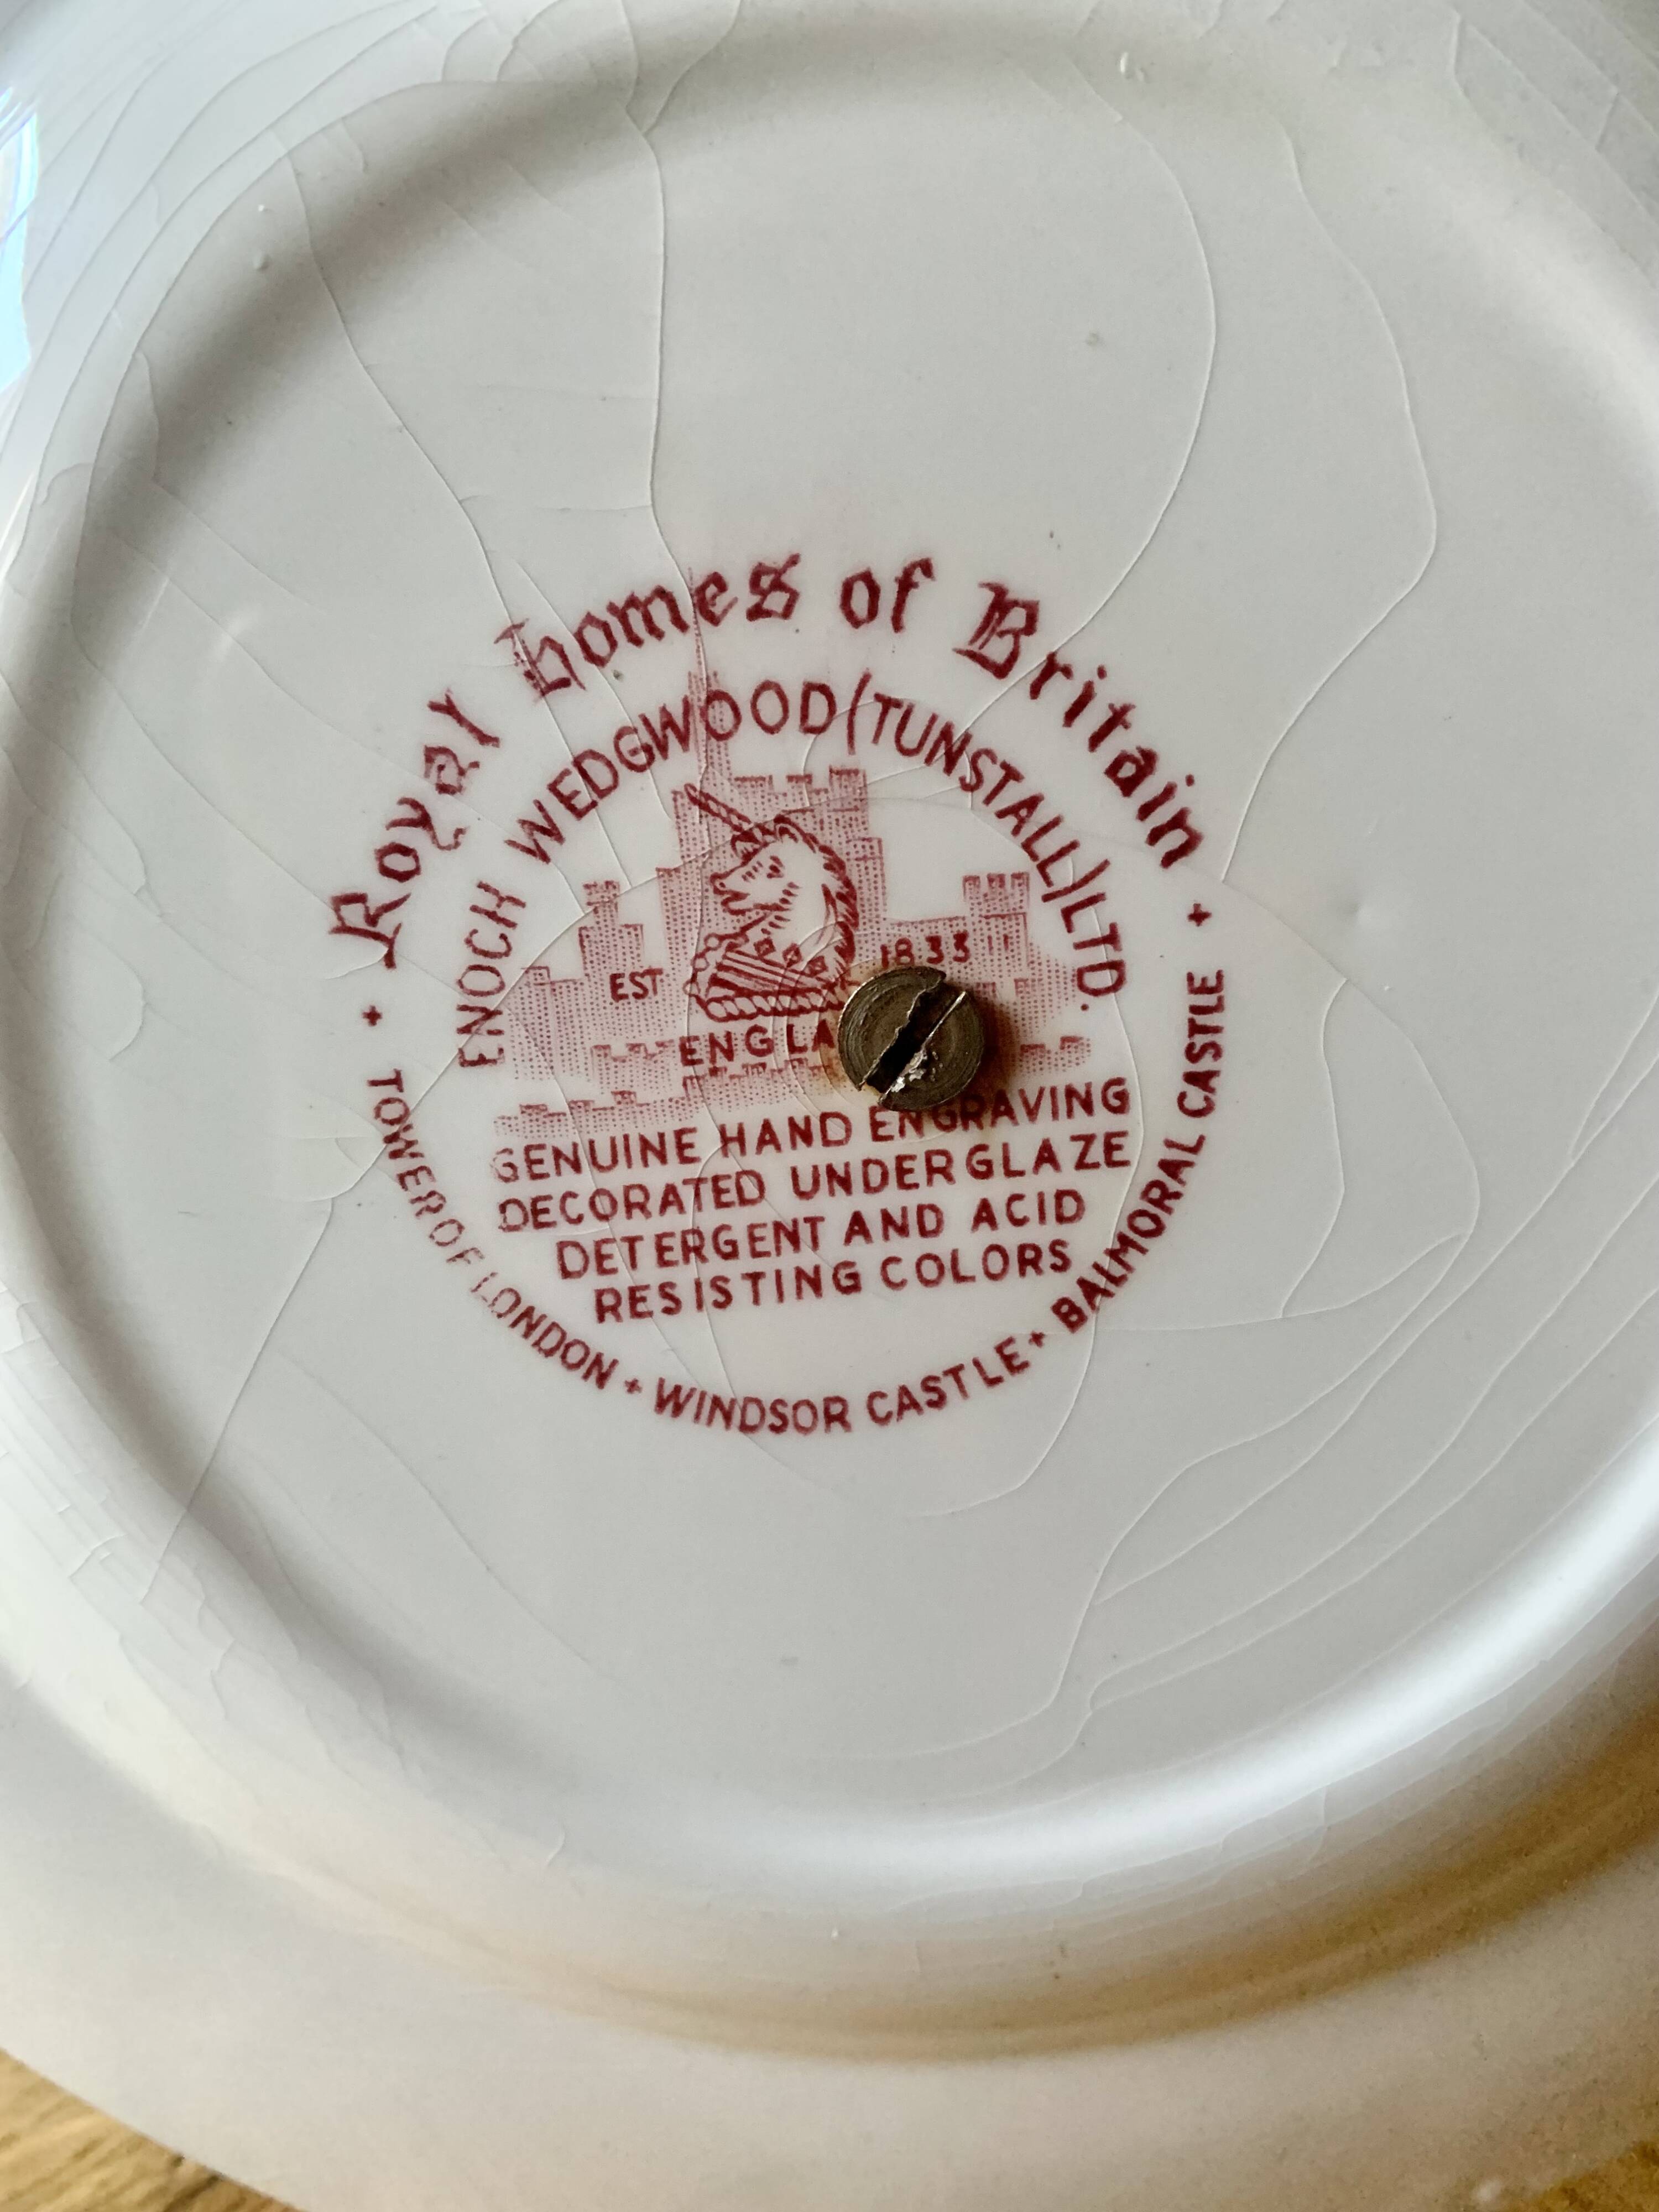 Royal homes of Britain
ENOCH WEDGWOOD (TUNSTALL) LTD.
EST 1833
ENGLA
GENUINE HAND ENGRAVING
DECORATED UNDERGLAZE
DETERGENT AND ACID
RESISTING COLORS
+ TOWER OF LONDON + WINDSOR CASTLE + BALMORAL CASTLE +